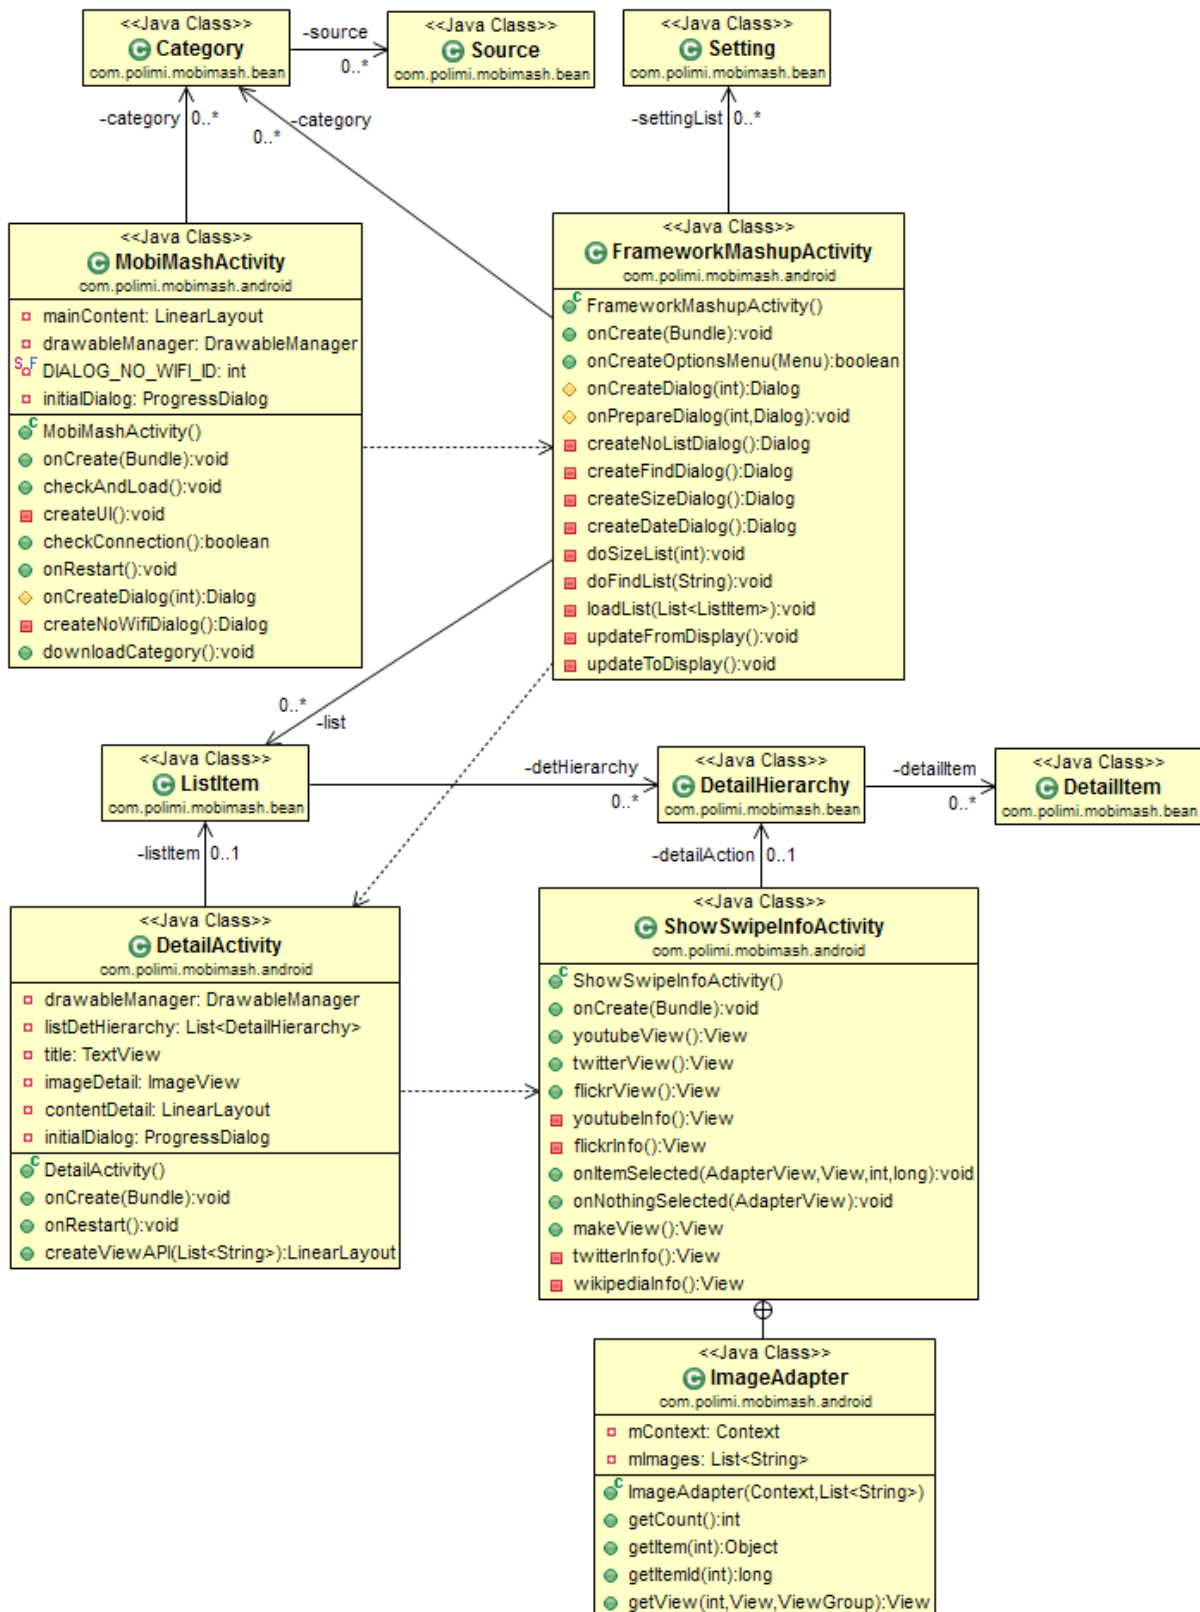 <<Java Class>>
Category
com.polimi.mobimash.bean
-source
0..*
<<Java Class>>
Source
com.polimi.mobimash.bean
<<Java Class>>
Setting
com.polimi.mobimash.bean
-category
0..*
-category
0..*
-settingList
0..*
<<Java Class>>
MobiMashActivity
com.polimi.mobimash.android
mainContent: LinearLayout
drawableManager: DrawableManager
DIALOG_NO_WIFI_ID: int
initialDialog: ProgressDialog
MobiMashActivity()
onCreate(Bundle):void
checkAndLoad():void
createUI():void
checkConnection():boolean
onRestart():void
onCreateDialog(int):Dialog
createNoWifiDialog():Dialog
downloadCategory():void
<<Java Class>>
FrameworkMashupActivity
com.polimi.mobimash.android
FrameworkMashupActivity()
onCreate(Bundle):void
onCreateOptionsMenu(Menu):boolean
onCreateDialog(int):Dialog
onPrepareDialog(int,Dialog):void
createNoListDialog():Dialog
createFindDialog():Dialog
createSizeDialog():Dialog
createDateDialog():Dialog
doSizeList(int):void
doFindList(String):void
loadList(List<ListItem>):void
updateFromDisplay():void
updateToDisplay():void
0..*
-list
<<Java Class>>
ListItem
com.polimi.mobimash.bean
-detHierarchy
0..*
<<Java Class>>
DetailHierarchy
com.polimi.mobimash.bean
-detailItem
0..*
<<Java Class>>
DetailItem
com.polimi.mobimash.bean
-listItem
0..1
-detailAction
0..1
<<Java Class>>
DetailActivity
com.polimi.mobimash.android
drawableManager: DrawableManager
listDetHierarchy: List<DetailHierarchy>
title: TextView
imageDetail: ImageView
contentDetail: LinearLayout
initialDialog: ProgressDialog
DetailActivity()
onCreate(Bundle):void
onRestart():void
createViewAPI(List<String>):LinearLayout
<<Java Class>>
ShowSwipeInfoActivity
com.polimi.mobimash.android
ShowSwipeInfoActivity()
onCreate(Bundle):void
youtubeView():View
twitterView():View
flickrView():View
youtubeInfo():View
flickrInfo():View
onItemSelected(AdapterView,View,int,long):void
onNothingSelected(AdapterView):void
makeView():View
twitterInfo():View
wikipediaInfo():View
<<Java Class>>
ImageAdapter
com.polimi.mobimash.android
mContext: Context
mImages: List<String>
ImageAdapter(Context,List<String>)
getCount():int
getItem(int):Object
getItemId(int):long
getView(int,View,ViewGroup):View